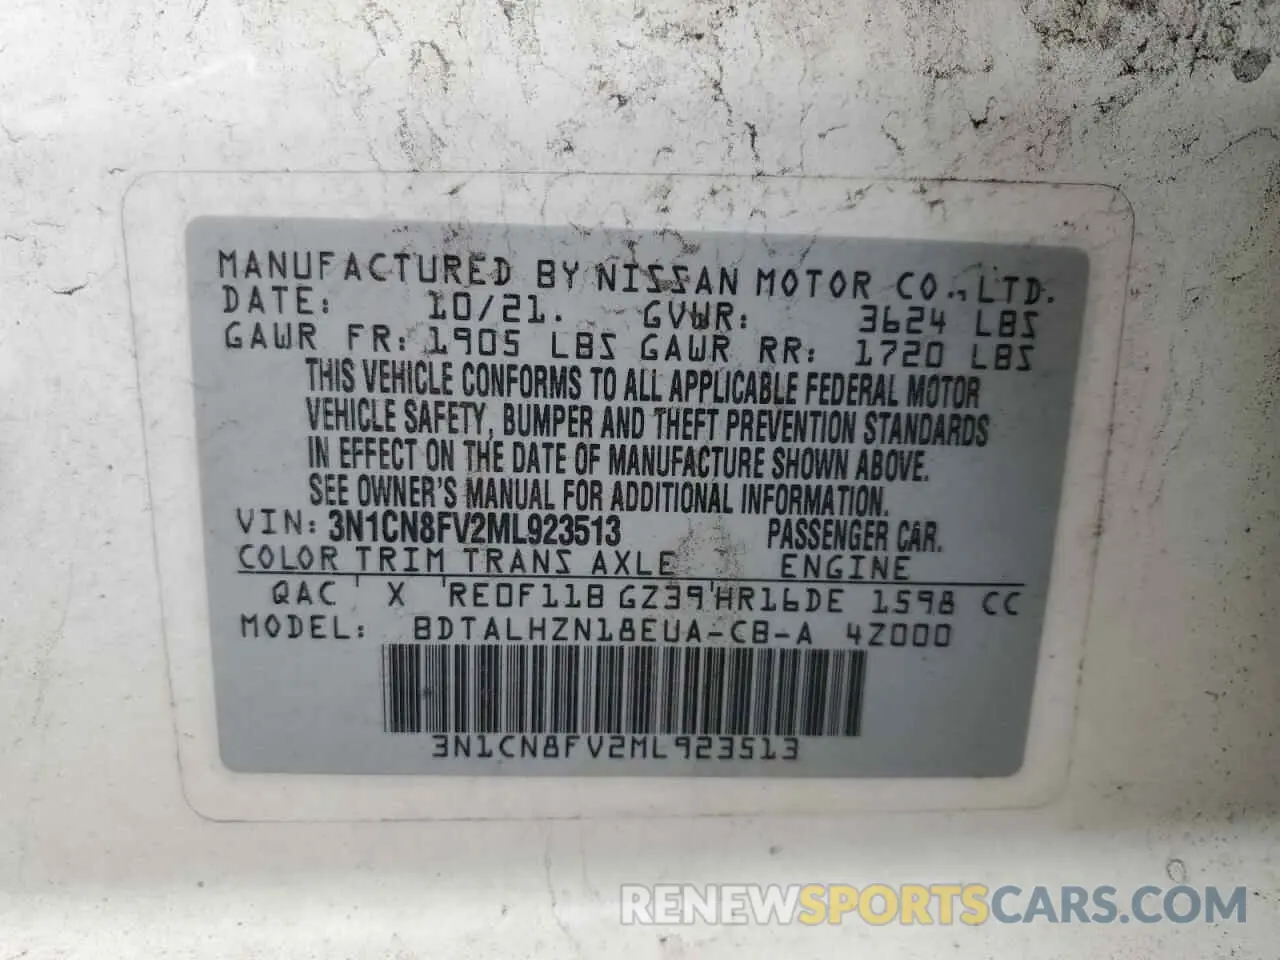 MANUFACTURED BY NISSAN MOTOR CO., LTD.
DATE: 10/21. GVWR: 3624 LBS
GAWR FR: 1905 LBS GAWR RR: 1720 LBS
THIS VEHICLE CONFORMS TO ALL APPLICABLE FEDERAL MOTOR
VEHICLE SAFETY, BUMPER AND THEFT PREVENTION STANDARDS
IN EFFECT ON THE DATE OF MANUFACTURE SHOWN ABOVE.
SEE OWNER'S MANUAL FOR ADDITIONAL INFORMATION.
VIN: 3N1CN8FV2ML923513 PASSENGER CAR.
COLOR TRIM TRANS AXLE ENGINE
QAC X RE0F11B GZ39 HR16DE 1598 CC
MODEL: BDTALHZN18EUA-CB-A 4Z000
3N1CN8FV2ML923513
RENEWSPORTSCARS.COM